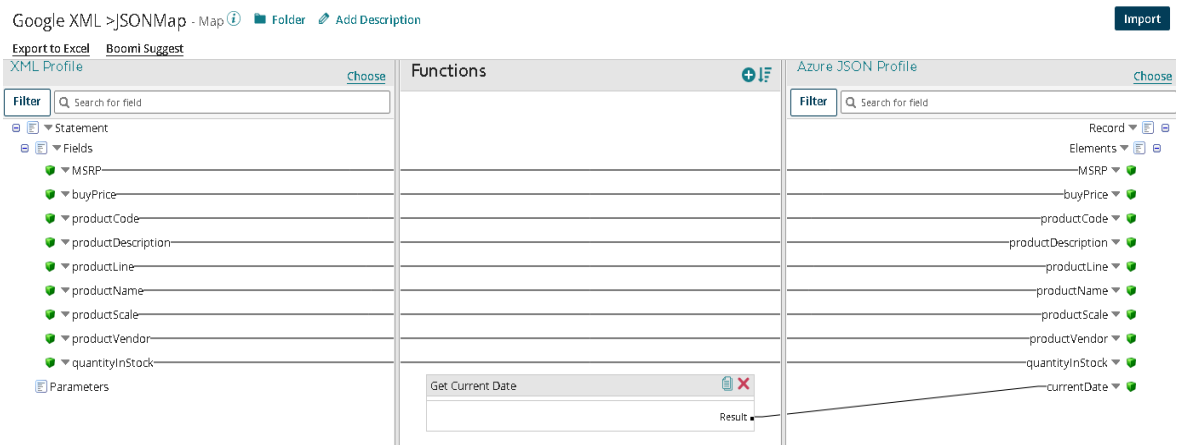 Google XML >JSONMap - Map i Folder Add Description Import
Export to Excel Boomi Suggest
XML Profile Choose Functions Azure JSON Profile Choose
Filter Search for field Filter Search for field
Statement Record
Fields Elements
MSRP MSRP
buyPrice buyPrice
productCode productCode
productDescription productDescription
productLine productLine
productName productName
productScale productScale
productVendor productVendor
quantityInStock quantityInStock
Parameters Get Current Date currentDate
Result